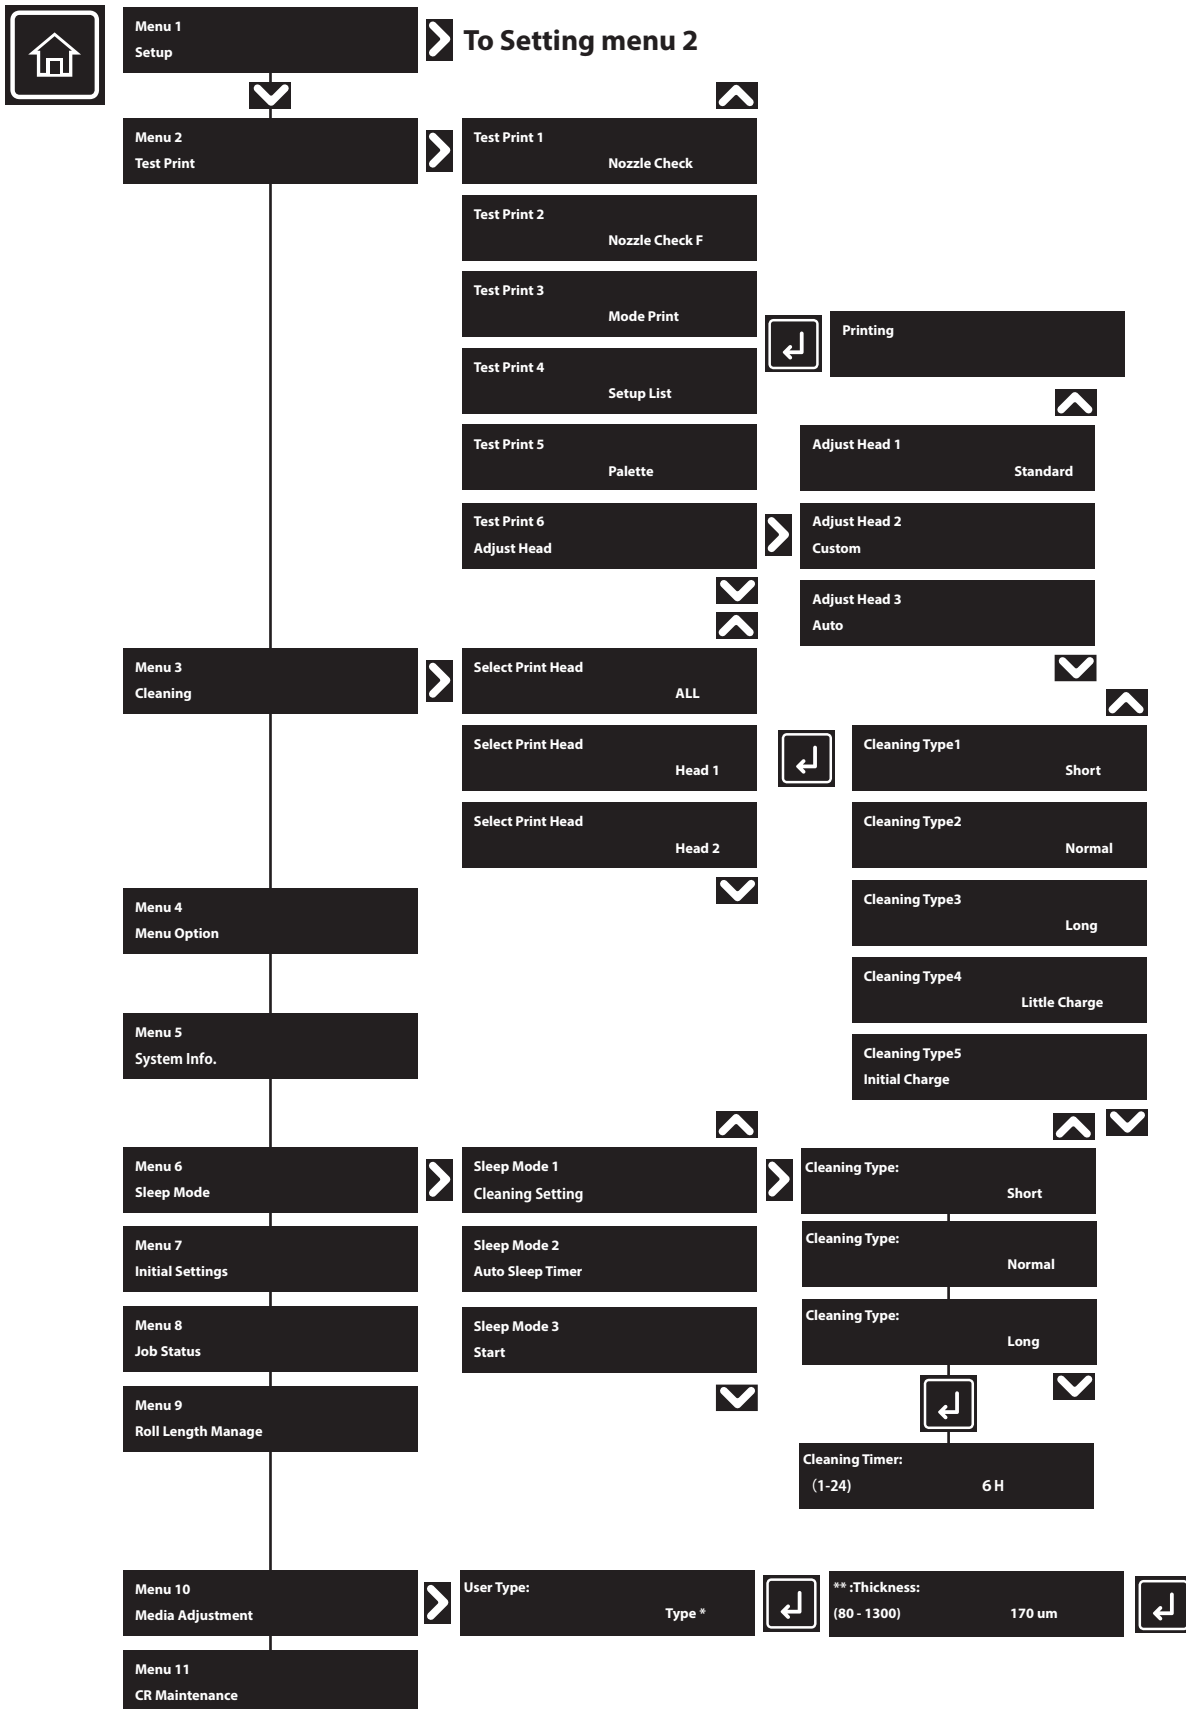 Menu 1
Setup
To Setting menu 2
Menu 2
Test Print
Test Print 1
Nozzle Check
Test Print 2
Nozzle Check F
Test Print 3
Mode Print
Printing
Test Print 4
Setup List
Test Print 5
Palette
Adjust Head 1
Standard
Test Print 6
Adjust Head
Adjust Head 2
Custom
Adjust Head 3
Auto
Menu 3
Cleaning
Select Print Head
ALL
Select Print Head
Head 1
Select Print Head
Head 2
Cleaning Type1
Short
Cleaning Type2
Normal
Cleaning Type3
Long
Cleaning Type4
Little Charge
Cleaning Type5
Initial Charge
Menu 4
Menu Option
Menu 5
System Info.
Menu 6
Sleep Mode
Sleep Mode 1
Cleaning Setting
Cleaning Type:
Short
Menu 7
Initial Settings
Sleep Mode 2
Auto Sleep Timer
Cleaning Type:
Normal
Menu 8
Job Status
Sleep Mode 3
Start
Cleaning Type:
Long
Menu 9
Roll Length Manage
Cleaning Timer:
(1-24) 6 H
Menu 10
Media Adjustment
User Type:
Type *
** :Thickness:
(80 - 1300) 170 um
Menu 11
CR Maintenance